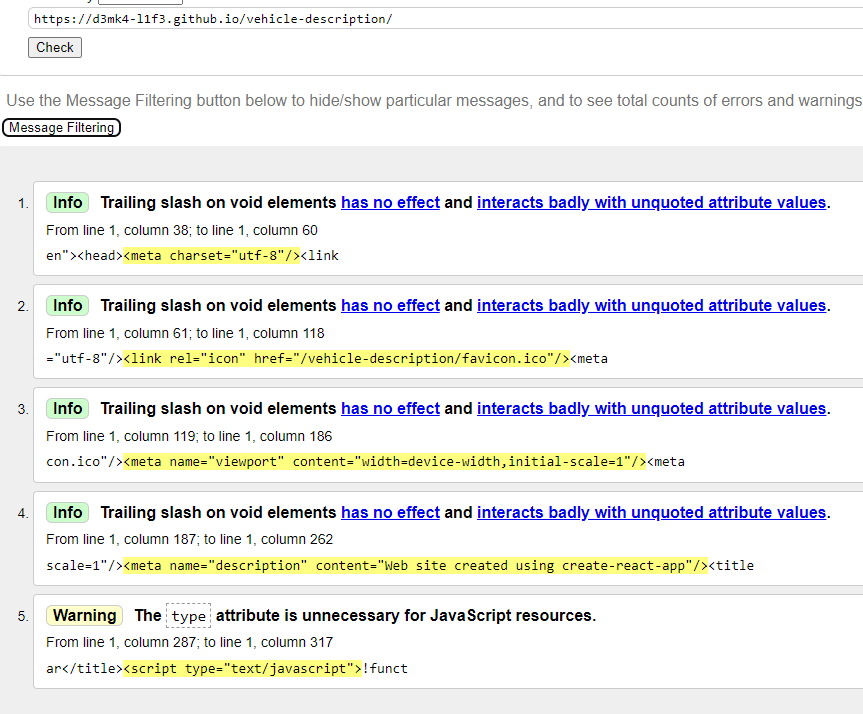 https://d3mk4-l1f3.github.io/vehicle-description/
Check
Use the Message Filtering button below to hide/show particular messages, and to see total counts of errors and warnings
Message Filtering
1. Info Trailing slash on void elements has no effect and interacts badly with unquoted attribute values.
From line 1, column 38; to line 1, column 60
en"><head><meta charset="utf-8"/><link
2. Info Trailing slash on void elements has no effect and interacts badly with unquoted attribute values.
From line 1, column 61; to line 1, column 118
="utf-8"/><link rel="icon" href="/vehicle-description/favicon.ico"/><meta
3. Info Trailing slash on void elements has no effect and interacts badly with unquoted attribute values.
From line 1, column 119; to line 1, column 186
con.ico"/><meta name="viewport" content="width=device-width,initial-scale=1"/><meta
4. Info Trailing slash on void elements has no effect and interacts badly with unquoted attribute values.
From line 1, column 187; to line 1, column 262
scale=1"/><meta name="description" content="Web site created using create-react-app"/><title
5. Warning The type attribute is unnecessary for JavaScript resources.
From line 1, column 287; to line 1, column 317
ar</title><script type="text/javascript">!funct